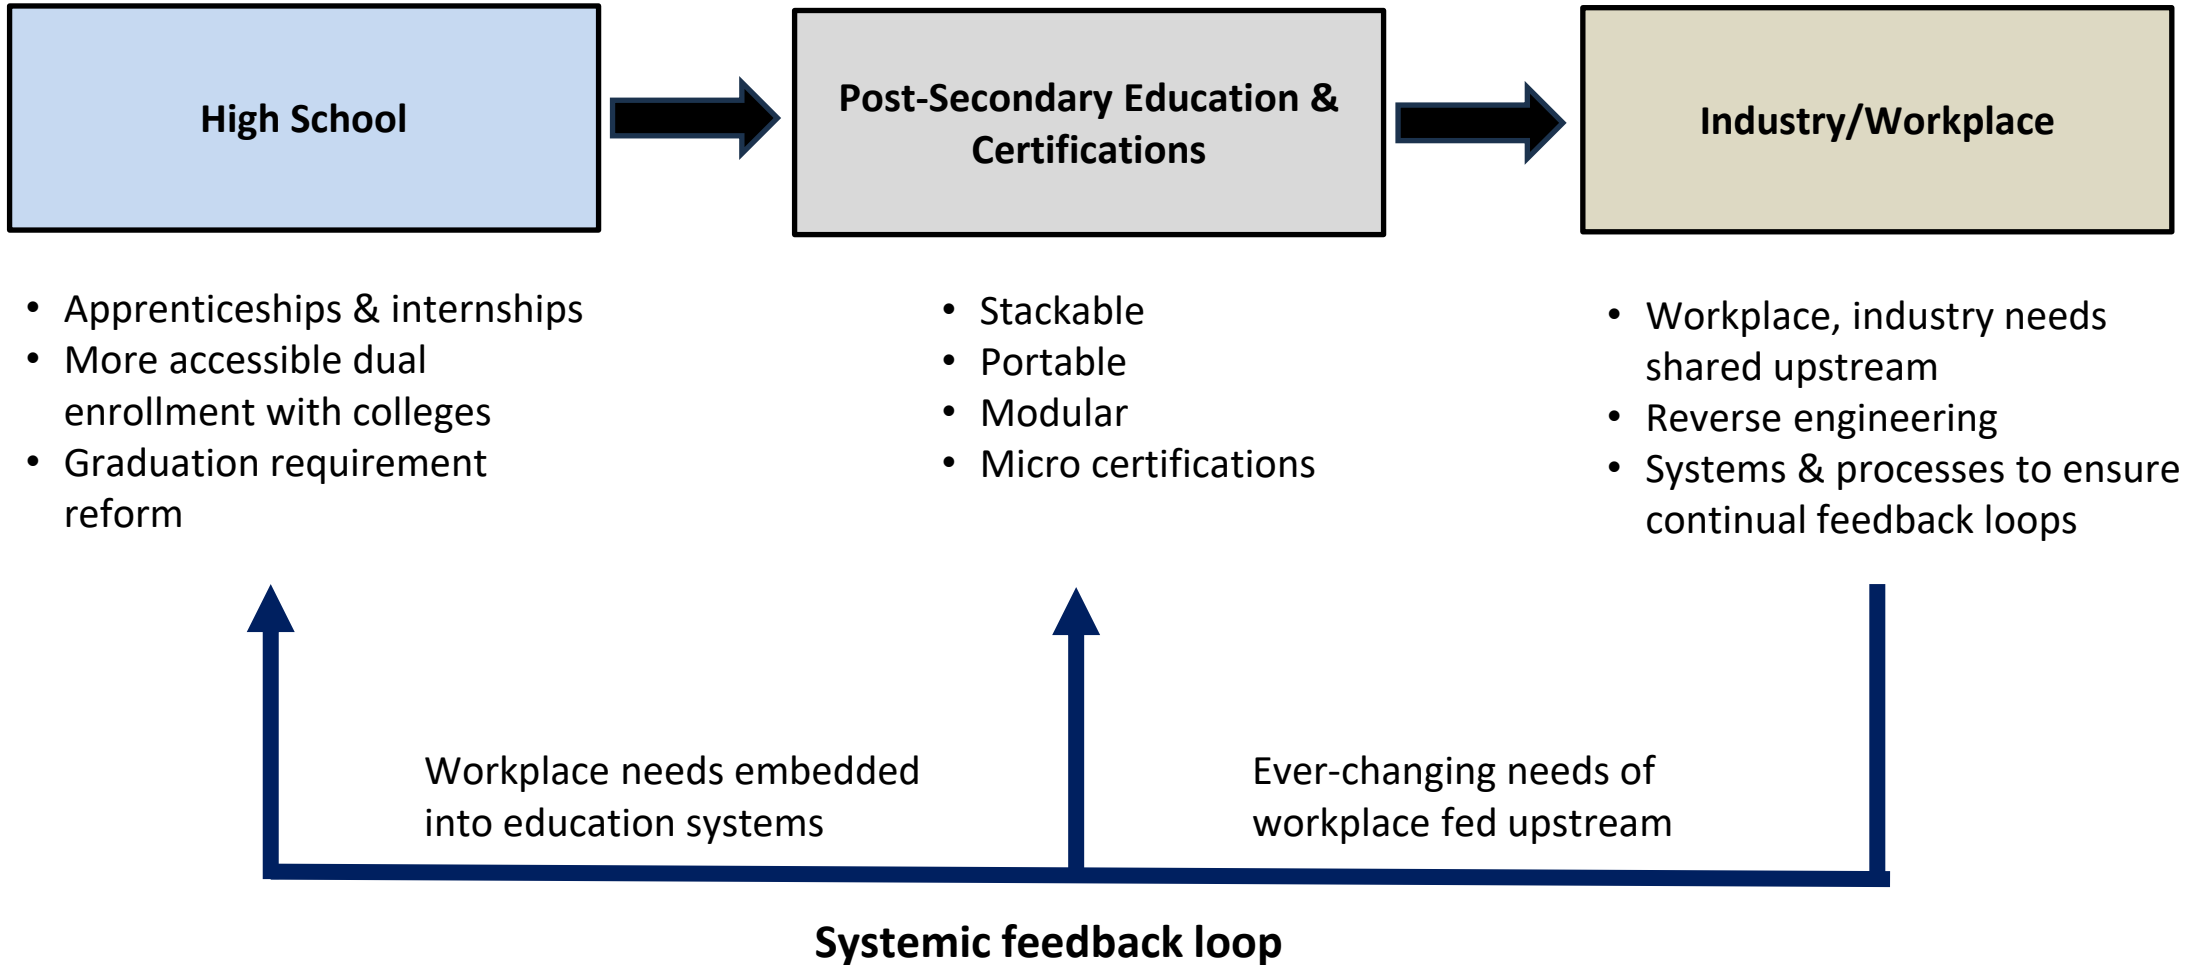 High School
Post-Secondary Education &
Certifications
Industry/Workplace
• Apprenticeships & internships
• More accessible dual
enrollment with colleges
• Graduation requirement
reform
• Stackable
• Portable
• Modular
• Micro certifications
• Workplace, industry needs
shared upstream
• Reverse engineering
• Systems & processes to ensure
continual feedback loops
Workplace needs embedded
into education systems
Ever-changing needs of
workplace fed upstream
Systemic feedback loop